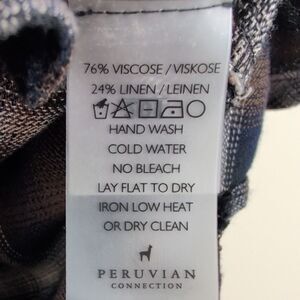 76% VISCOSE / VISKOSE
24% LINEN / LEINEN
HAND WASH
COLD WATER
NO BLEACH
LAY FLAT TO DRY
IRON LOW HEAT
OR DRY CLEAN
PERUVIAN
CONNECTION